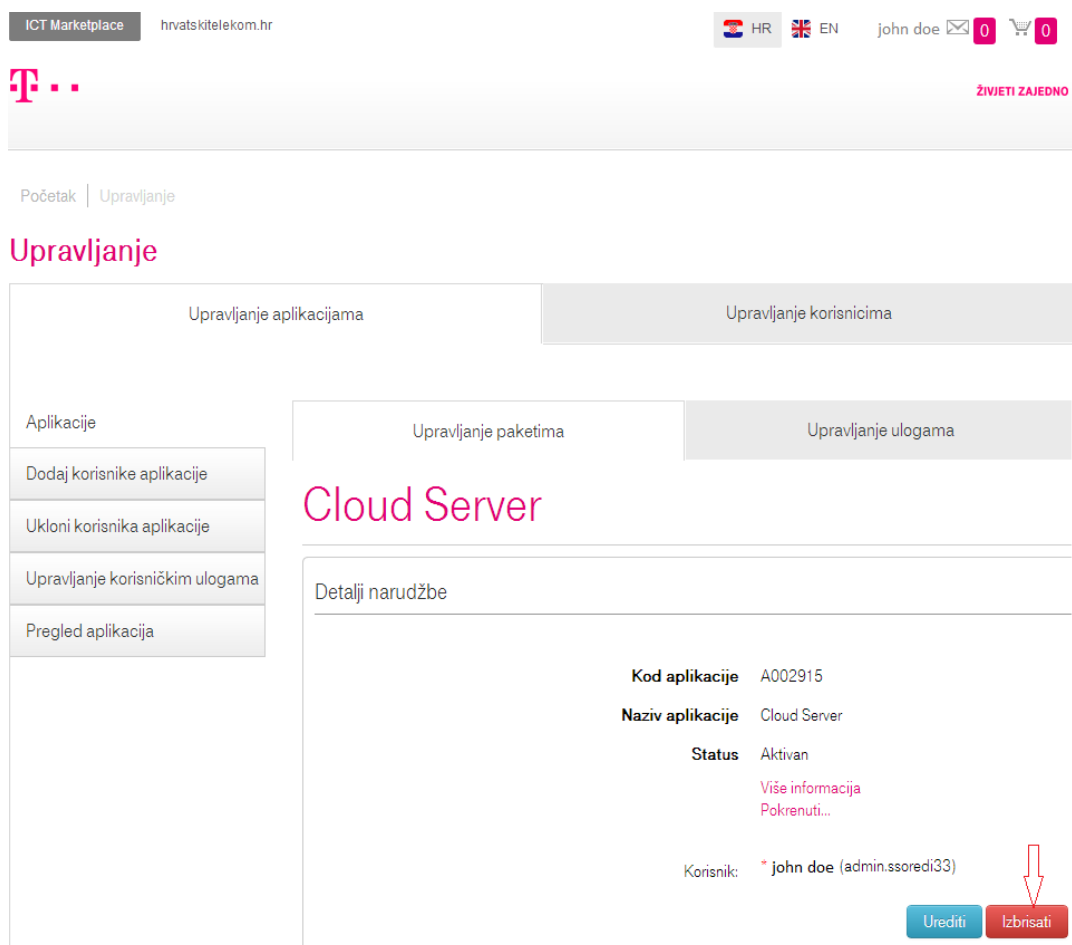 ICT Marketplace hrvatskitelekom.hr HR EN john doe 0 0
T
ŽIVJETI ZAJEDNO
Početak Upravljanje
Upravljanje
Upravljanje aplikacijama Upravljanje korisnicima
Aplikacije
Dodaj korisnike aplikacije
Ukloni korisnika aplikacije
Upravljanje korisničkim ulogama
Pregled aplikacija
Upravljanje paketima Upravljanje ulogama
Cloud Server
Detalji narudžbe
Kod aplikacije A002915
Naziv aplikacije Cloud Server
Status Aktivan
Više informacija
Pokrenuti...
Korisnik: * john doe (admin.ssoredi33)
Urediti Izbrisati